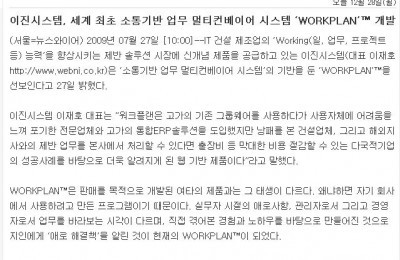 오늘 12월 28일(월)
이진시스템, 세계 최초 소통기반 업무 멀티컨베이어 시스템 'WORKPLAN'™ 개발
(서울=뉴스와이어) 2009년 07월 27일 [10:00]--IT 건설 제조업의 'Working(일, 업무, 프로젝트
등) 능력'을 향상시키는 제반 솔루션 시장에 신개념 제품을 공급하고 있는 이진시스템(대표 이재호
http://www.webni.co.kr)은 '소통기반 업무 멀티컨베이어 시스템'의 기반을 둔 'WORKPLAN'™을
선보인다고 27일 밝혔다.
이진시스템 이재호 대표는 "워크플랜은 고가의 기존 그룹웨어를 사용하다가 사용자체에 어려움을
느껴 포기한 전문업체와 고가의 통합ERP솔루션을 도입했지만 낭패를 본 건설업체, 그리고 해외지
사와의 제반 업무를 본사에서 처리할 수 있다면 출장비 등 막대한 비용 절감할 수 있는 다국적기업
의 성공사례를 바탕으로 더욱 알려지게 된 웹 기반 제품이다"라고 말했다.
WORKPLAN™은 판매를 목적으로 개발된 여타의 제품과는 그 태생이 다르다. 왜냐하면 자기 회사
에서 사용하려고 만든 프로그램이기 때문이다. 실무자 시절의 애로사항, 관리자로서 그리고 경영
자로서 업무를 바라보는 시각이 다르며, 직접 겪어본 경험과 노하우를 바탕으로 만들어진 것으로
지인에게 '애로 해결책'을 알린 것이 현재의 WORKPLAN™이 되었다.